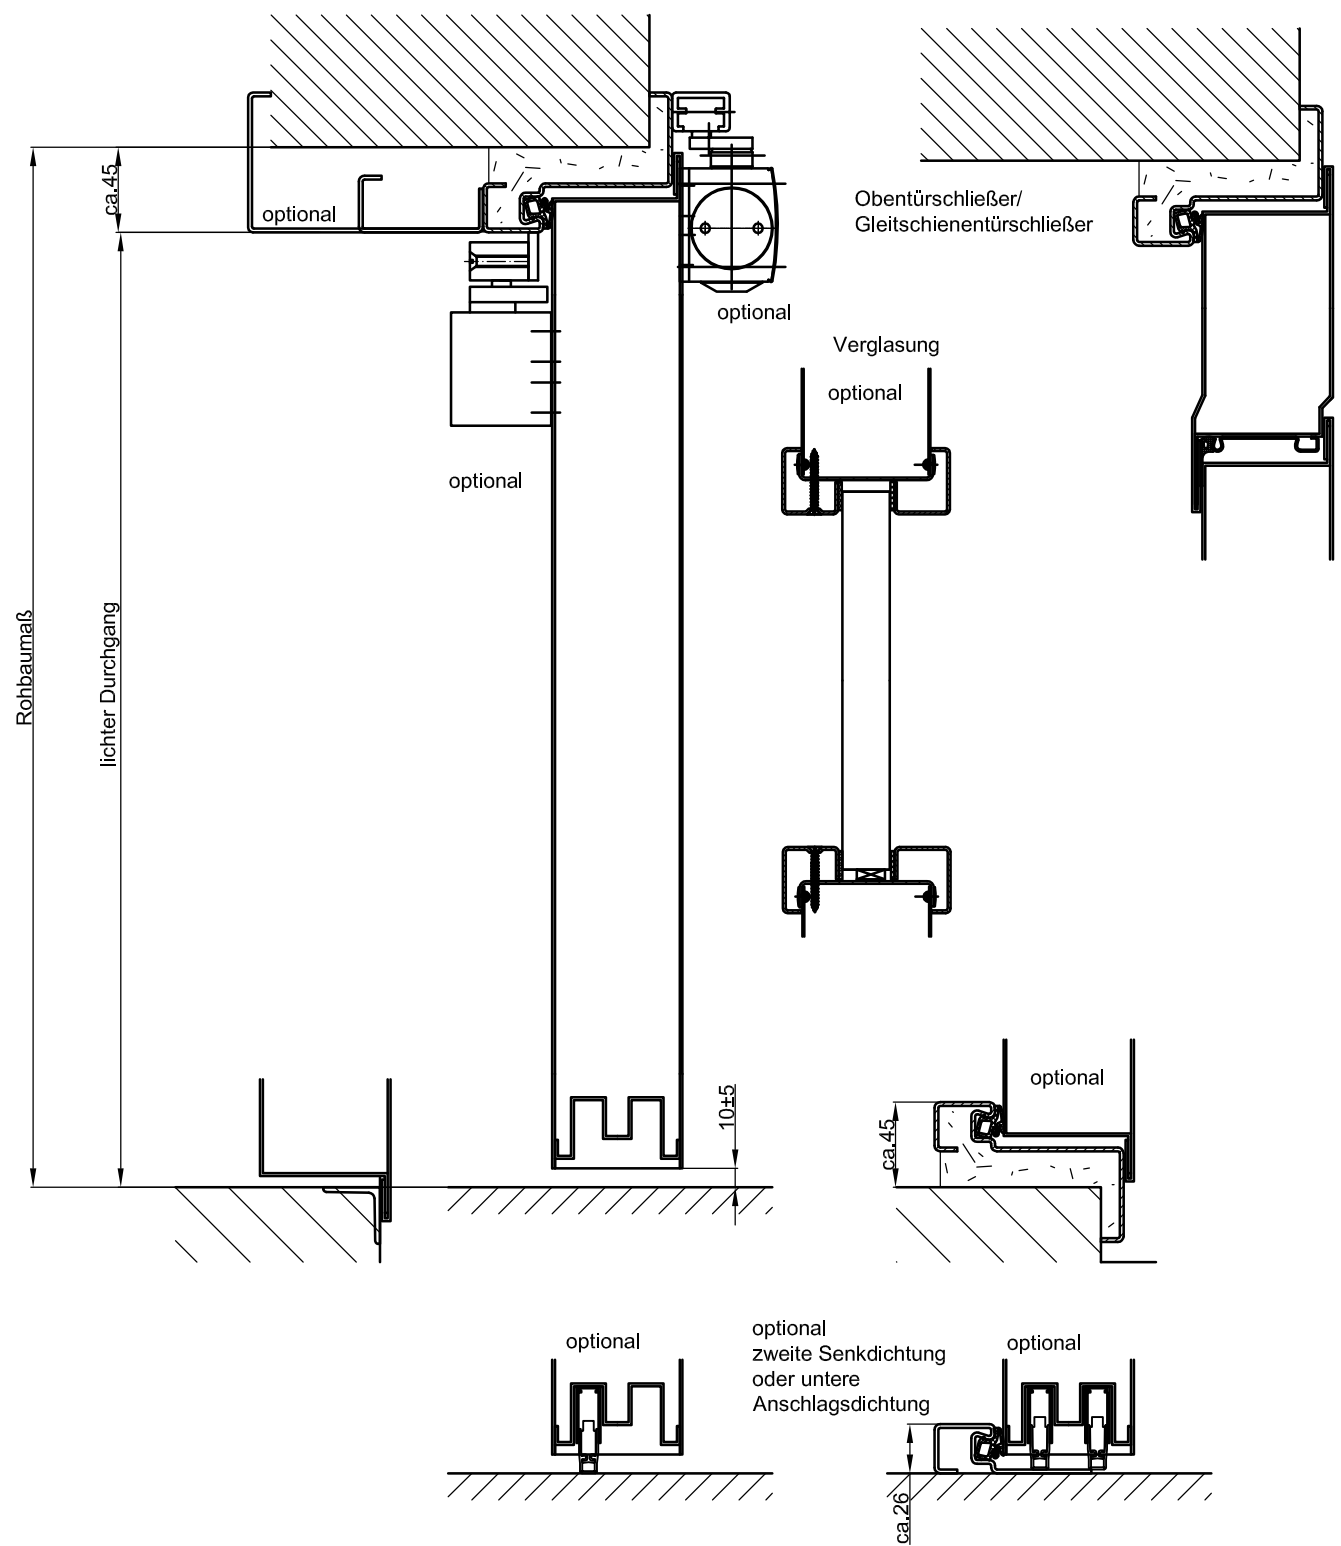 ca.45
optional
Obentürschließer/
Gleitschienentürschließer
optional
Verglasung
optional
optional
Rohbaumaß
lichter Durchgang
10±5
optional
ca.45
optional
optional
zweite Senkdichtung
oder untere
Anschlagsdichtung
optional
ca.26